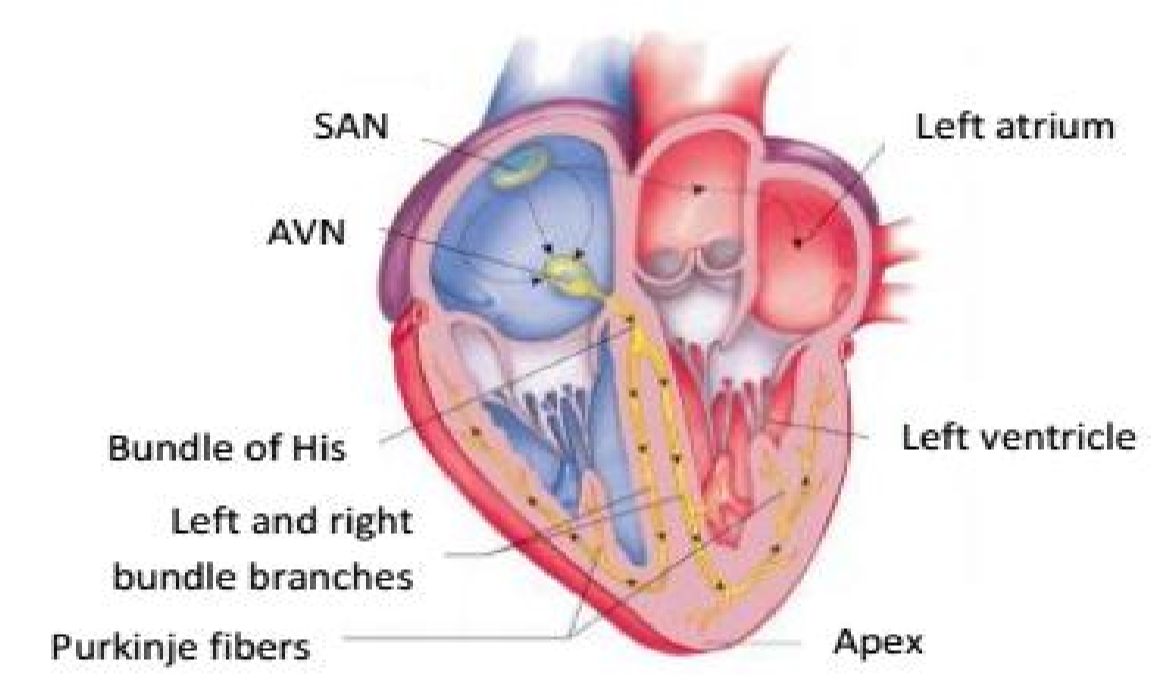 SAN
Left atrium
AVN
Bundle of His
Left ventricle
Left and right
bundle branches
Purkinje fibers
Apex